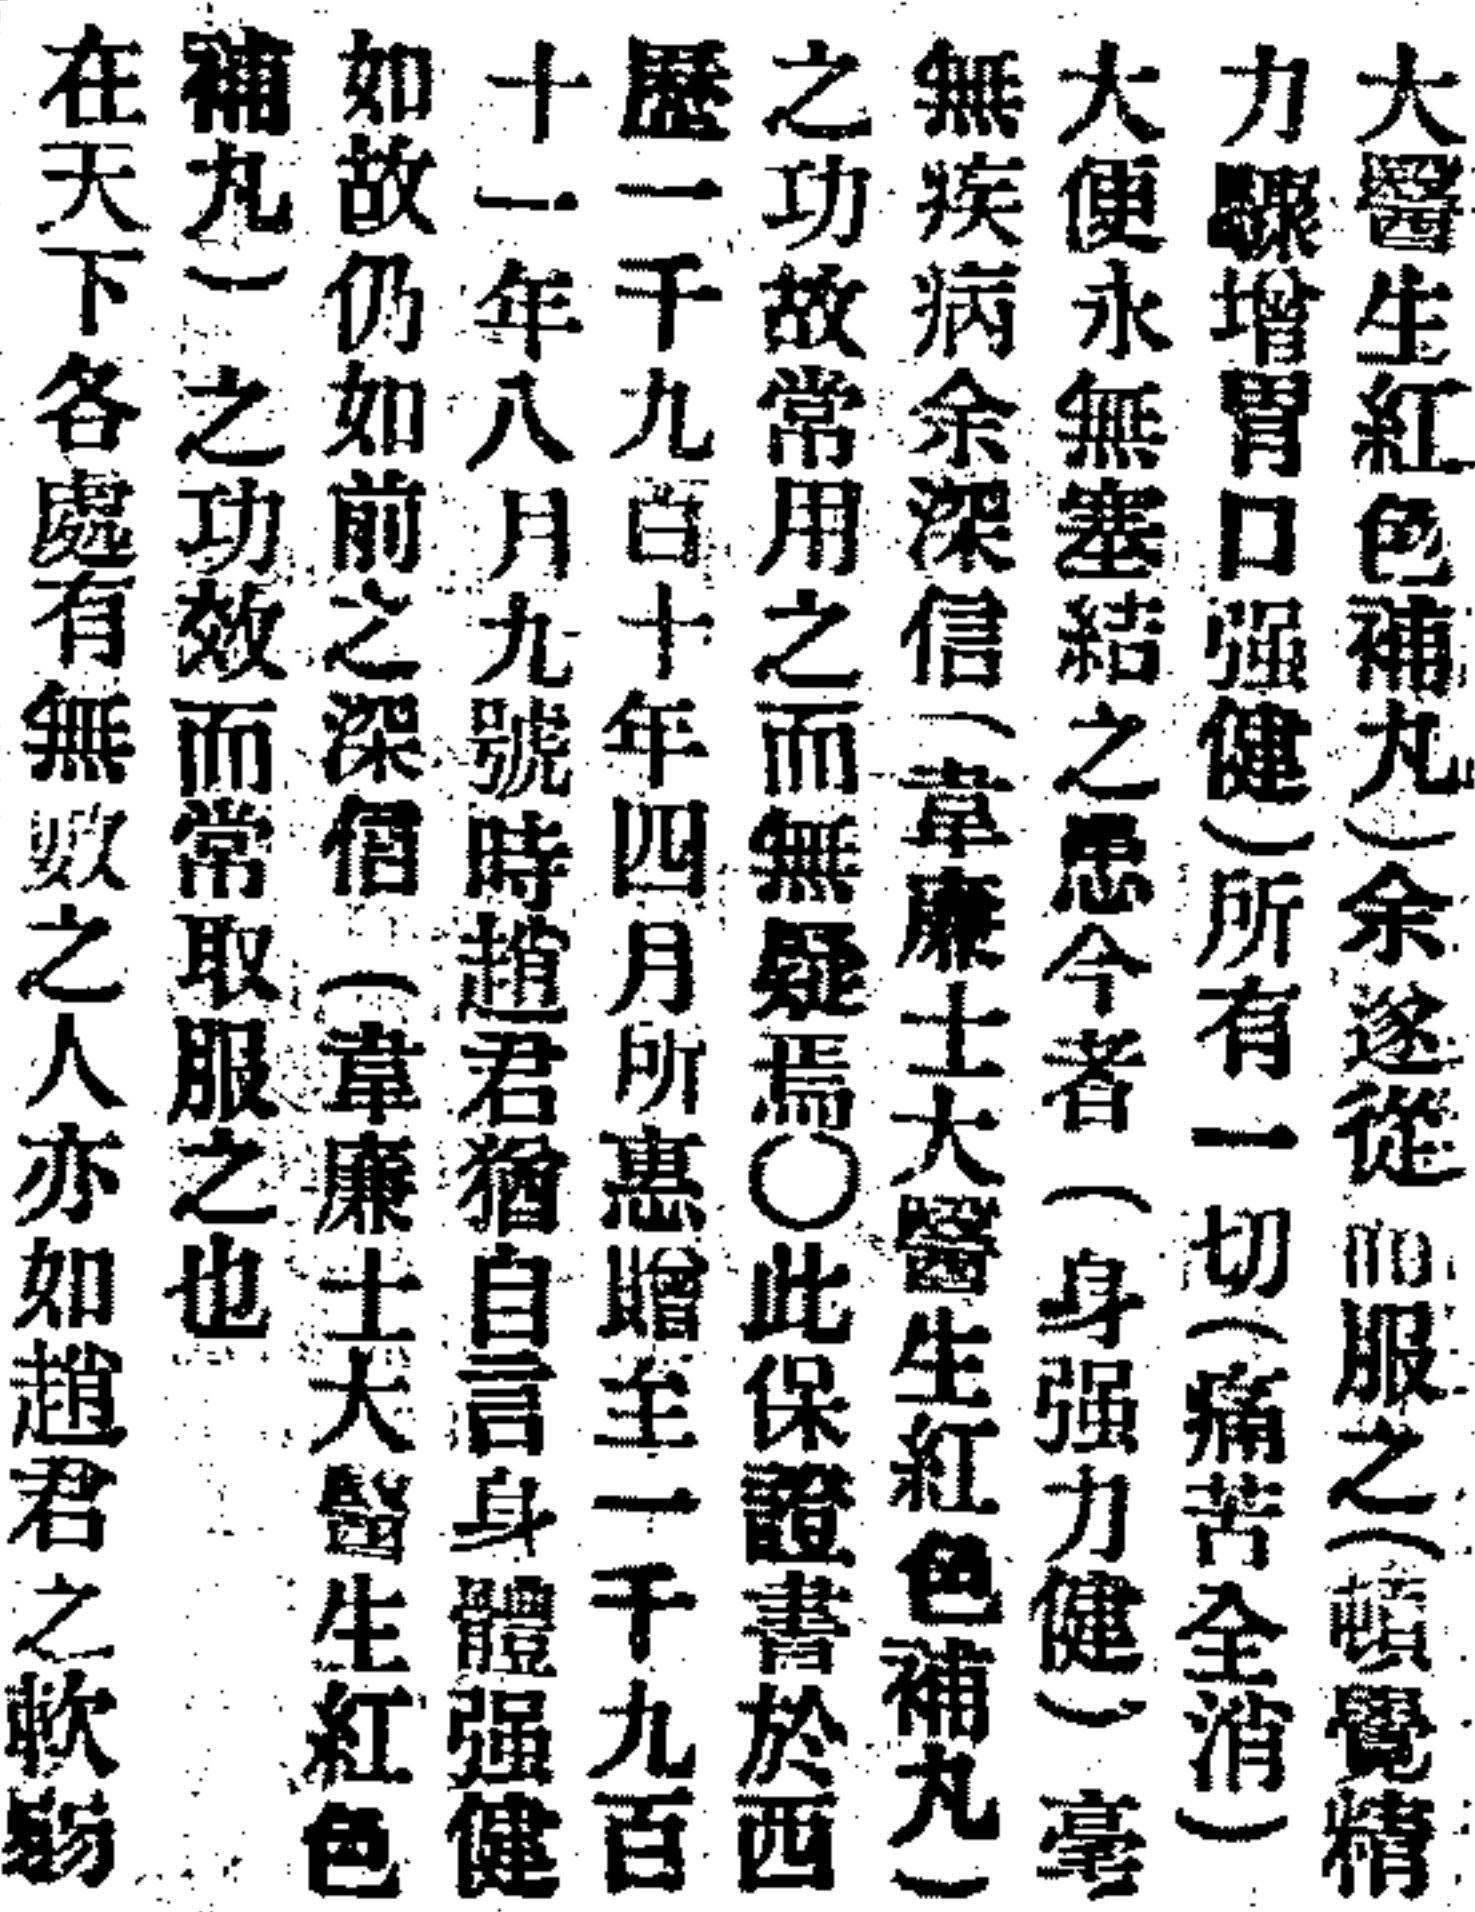 大醫生紅色補丸)余遂從而服之(頓覺精
力驟增胃口强健)所有一切(痛苦全消)
大便永無塞結之患今者(身强力健)毫
無疾病余深信(韋廉士大醫生紅色補丸)
之功故常用之而無疑焉〇此保證書於西
歷一千九百十年四月所惠贈至一千九百
十一年八月九號時趙君猶自言身體强健
如故仍如前之深信(韋廉士大醫生紅色
補丸)之功效而常取服之也
在天下各處有無數之人亦如趙君之軟弱